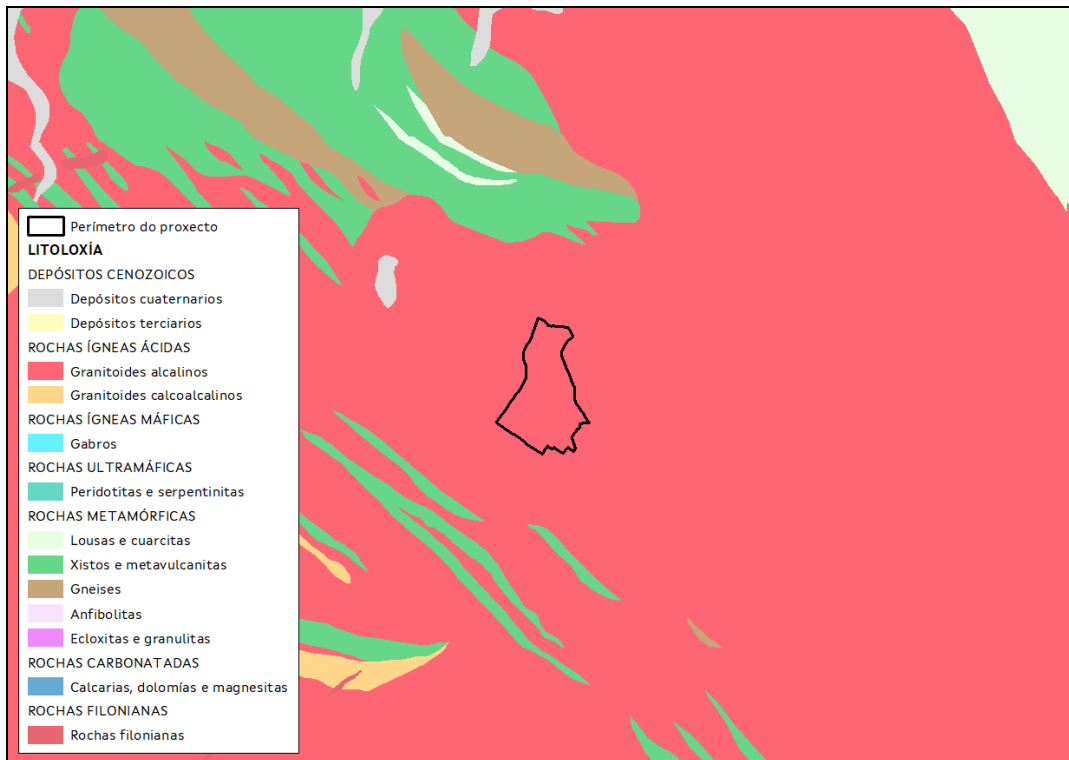 Perímetro do proxecto
LITOLOXÍA
DEPÓSITOS CENOZOICOS
Depósitos cuaternarios
Depósitos terciarios
ROCHAS ÍGNEAS ÁCIDAS
Granitoides alcalinos
Granitoides calcoalcalinos
ROCHAS ÍGNEAS MÁFICAS
Gabros
ROCHAS ULTRAMÁFICAS
Peridotitas e serpentinitas
ROCHAS METAMÓRFICAS
Lousas e cuarcitas
Xistos e metavulcanitas
Gneises
Anfibolitas
Ecloxitas e granulitas
ROCHAS CARBONATADAS
Calcarias, dolomías e magnesitas
ROCHAS FILONIANAS
Rochas filonianas